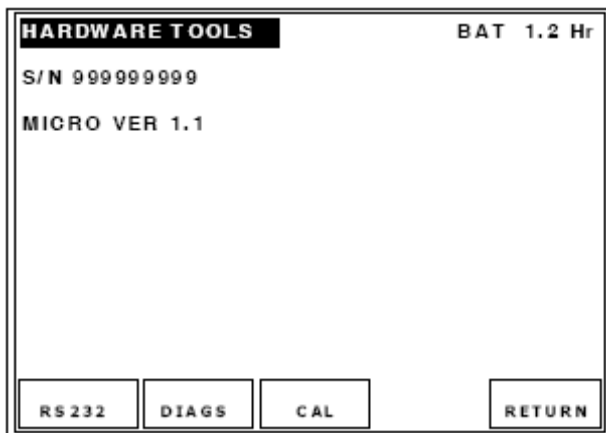 HARDWARE TOOLS BAT 1.2 Hr
S/N 999999999
MICRO VER 1.1
RS232 DIAGS CAL RETURN